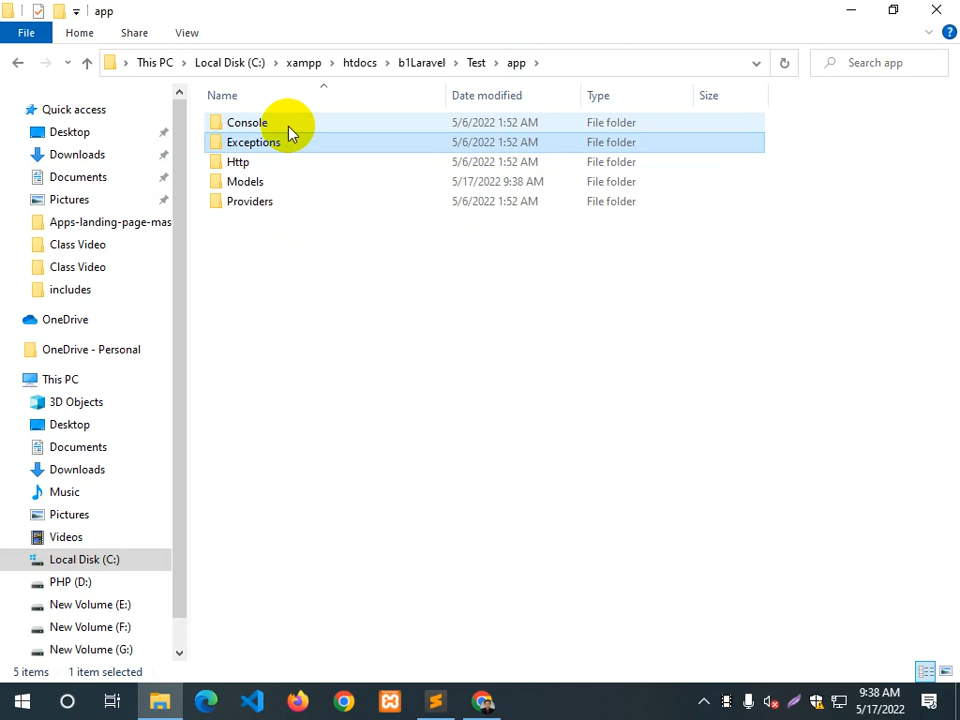 app
File Home Share View
This PC Local Disk (C:) xampp htdocs b1Laravel Test app
Search app
Name Date modified Type Size
Console 5/6/2022 1:52 AM File folder
Exceptions 5/6/2022 1:52 AM File folder
Http 5/6/2022 1:52 AM File folder
Models 5/17/2022 9:38 AM File folder
Providers 5/6/2022 1:52 AM File folder
Quick access
Desktop
Downloads
Documents
Pictures
Apps-landing-page-mas
Class Video
Class Video
includes
OneDrive
OneDrive - Personal
This PC
3D Objects
Desktop
Documents
Downloads
Music
Pictures
Videos
Local Disk (C:)
PHP (D:)
New Volume (E:)
New Volume (F:)
New Volume (G:)
5 items 1 item selected
9:38 AM
5/17/2022